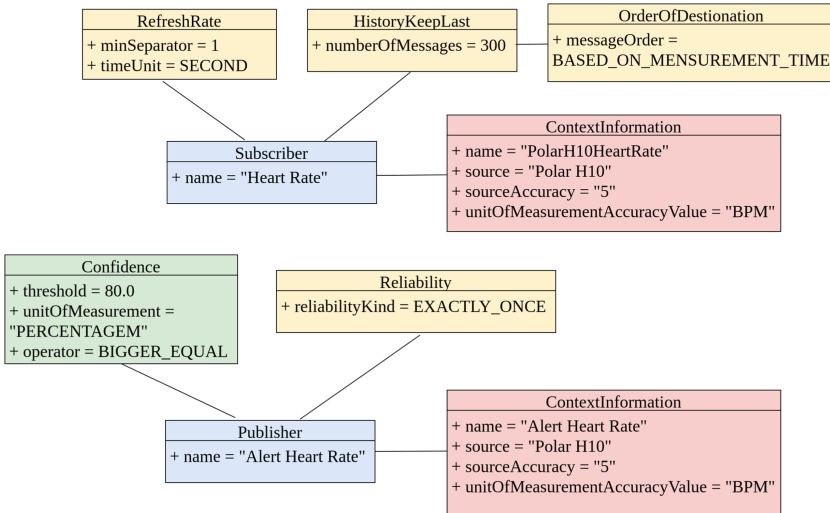 RefreshRate
+ minSeparator = 1
+ timeUnit = SECOND
HistoryKeepLast
+ numberOfMessages = 300
OrderOfDestionation
+ messageOrder =
BASED_ON_MENSUREMENT_TIME
Subscriber
+ name = "Heart Rate"
ContextInformation
+ name = "PolarH10HeartRate"
+ source = "Polar H10"
+ sourceAccuracy = "5"
+ unitOfMeasurementAccuracyValue = "BPM"
Confidence
+ threshold = 80.0
+ unitOfMeasurement =
"PERCENTAGEM"
+ operator = BIGGER_EQUAL
Reliability
+ reliabilityKind = EXACTLY_ONCE
Publisher
+ name = "Alert Heart Rate"
ContextInformation
+ name = "Alert Heart Rate"
+ source = "Polar H10"
+ sourceAccuracy = "5"
+ unitOfMeasurementAccuracyValue = "BPM"